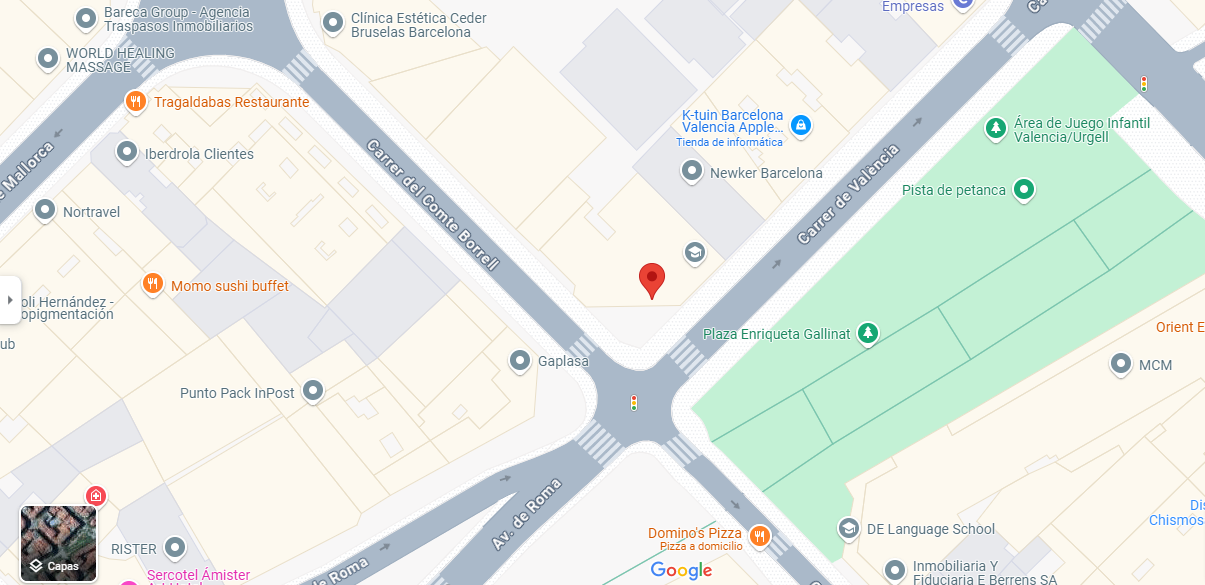 Bareca Group - Agencia
Traspasos Inmobiliarios
Clínica Estética Ceder
Bruselas Barcelona
Empresas
WORLD HEALING
MASSAGE
Tragaldabas Restaurante
K-tuin Barcelona
Valencia Apple...
Tienda de informática
Área de Juego Infantil
Valencia/Urgell
Iberdrola Clientes
Mallorca
Carrer del Comte Borrell
Newker Barcelona
Carrer de València
Pista de petanca
Nortravel
Momo sushi buffet
oli Hernández -
opigmentación
ub
Plaza Enriqueta Gallinat
Orient E
Gaplasa
MCM
Punto Pack InPost
Av. de Roma
Domino's Pizza
Pizza a domicilio
DE Language School
Chismos
RISTER
Capas
Google
de Roma
Sercotel Ámister
Inmobiliaria Y
Fiduciaria E Berrens SA